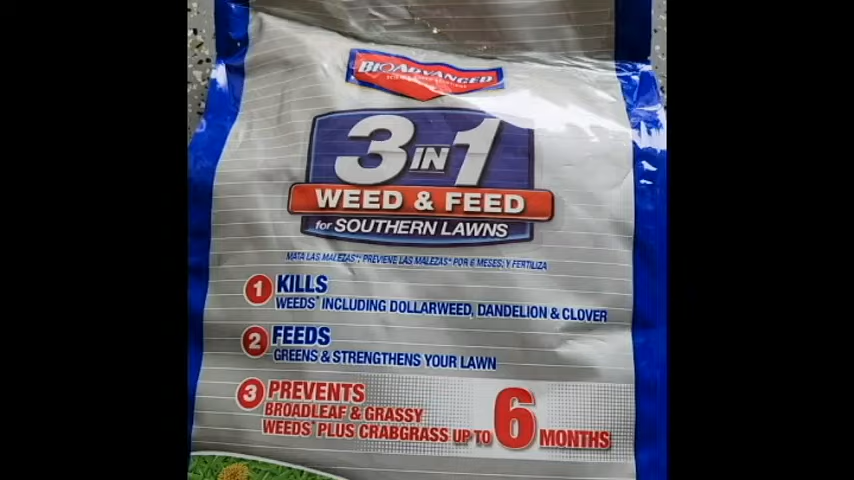 BIOADVANCED
3 IN 1
WEED & FEED
for SOUTHERN LAWNS
MATA LAS MALEZAS*; PREVIENE LAS MALEZAS* POR 6 MESES; Y FERTILIZA
1 KILLS
WEEDS* INCLUDING DOLLARWEED, DANDELION & CLOVER
2 FEEDS
GREENS & STRENGTHENS YOUR LAWN
3 PREVENTS
BROADLEAF & GRASSY
WEEDS* PLUS CRABGRASS UP TO 6 MONTHS